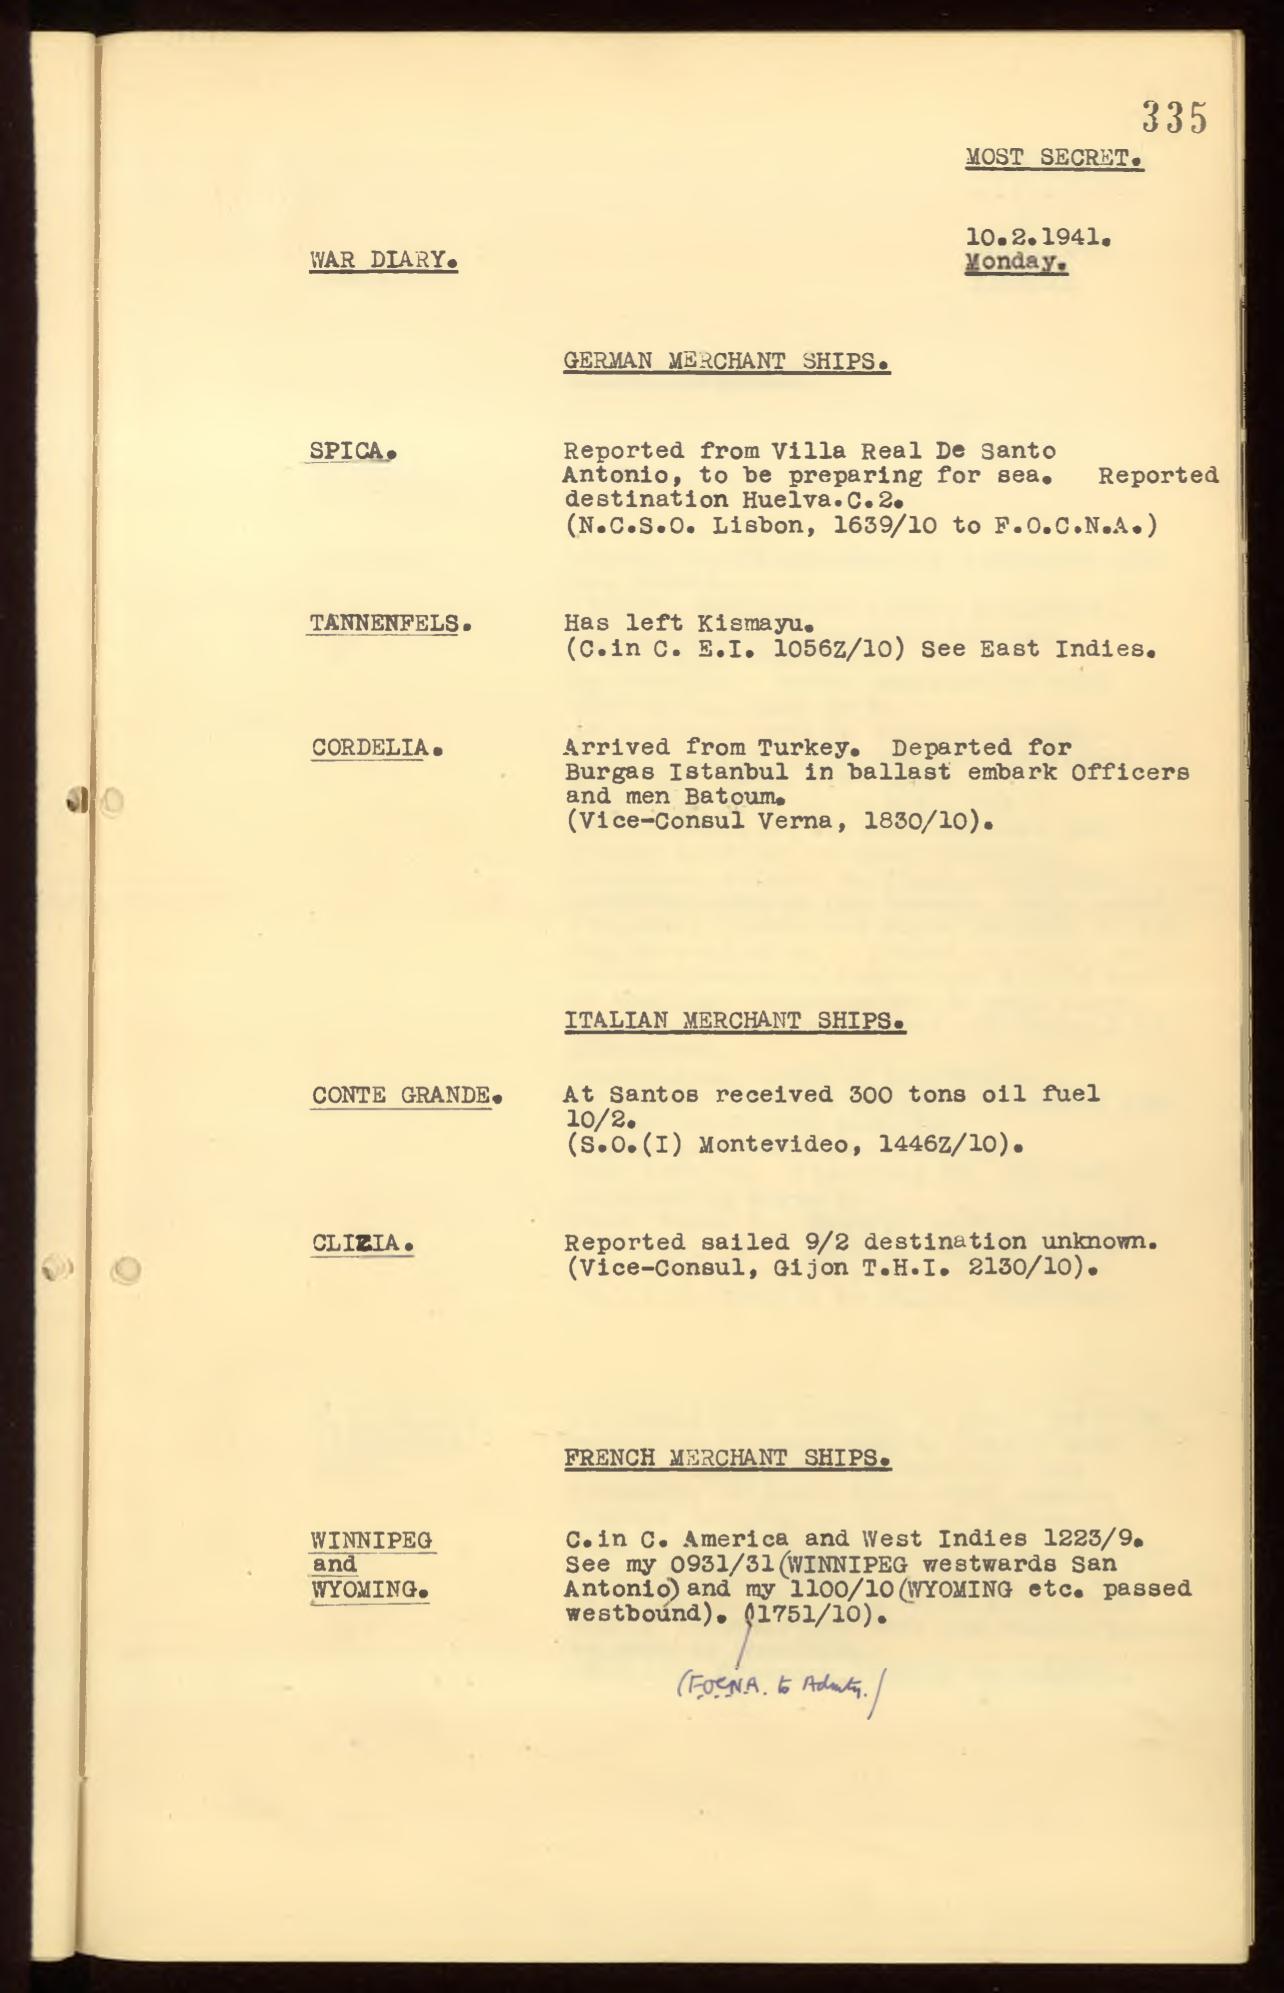 335
MOST SECRET.
10.2.1941.
WAR DIARY.
Monday.
GERMAN MERCHANT SHIPS.
SPICA.
Reported from Villa Real De Santo
Antonio, to be preparing for sea. Reported
destination Huelva.C.2.
(N.C.S.O. Lisbon, 1639/10 to F.O.C.N.A.)
TANNENFELS.
Has left Kismayu.
(C.in C. E.I. 1056Z/10) See East Indies.
CORDELIA.
Arrived from Turkey. Departed for
Burgas Istanbul in ballast embark Officers
and men Batoum.
(Vice-Consul Verna, 1830/10).
ITALIAN MERCHANT SHIPS.
CONTE GRANDE.
At Santos received 300 tons oil fuel
10/2.
(S.O.(I) Montevideo, 1446Z/10).
CLIZIA.
Reported sailed 9/2 destination unknown.
(Vice-Consul, Gijon T.H.I. 2130/10).
FRENCH MERCHANT SHIPS.
WINNIPEG
and
WYOMING.
C.in C. America and West Indies 1223/9.
See my 0931/31(WINNIPEG westwards San
Antonio) and my 1100/10(WYOMING etc. passed
westbound). (1751/10).
(F.O.C.N.A. to Admty.)